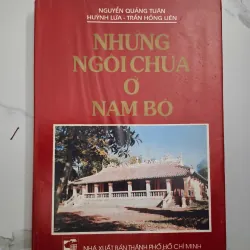 NGUYỄN QUẢNG TUÂN
HUỲNH LỨA - TRẦN HỒNG LIÊN
NHỮNG
NGÔI CHÙA
Ở
NAM BỘ
NHÀ XUẤT BẢN THÀNH PHỐ HỒ CHÍ MINH